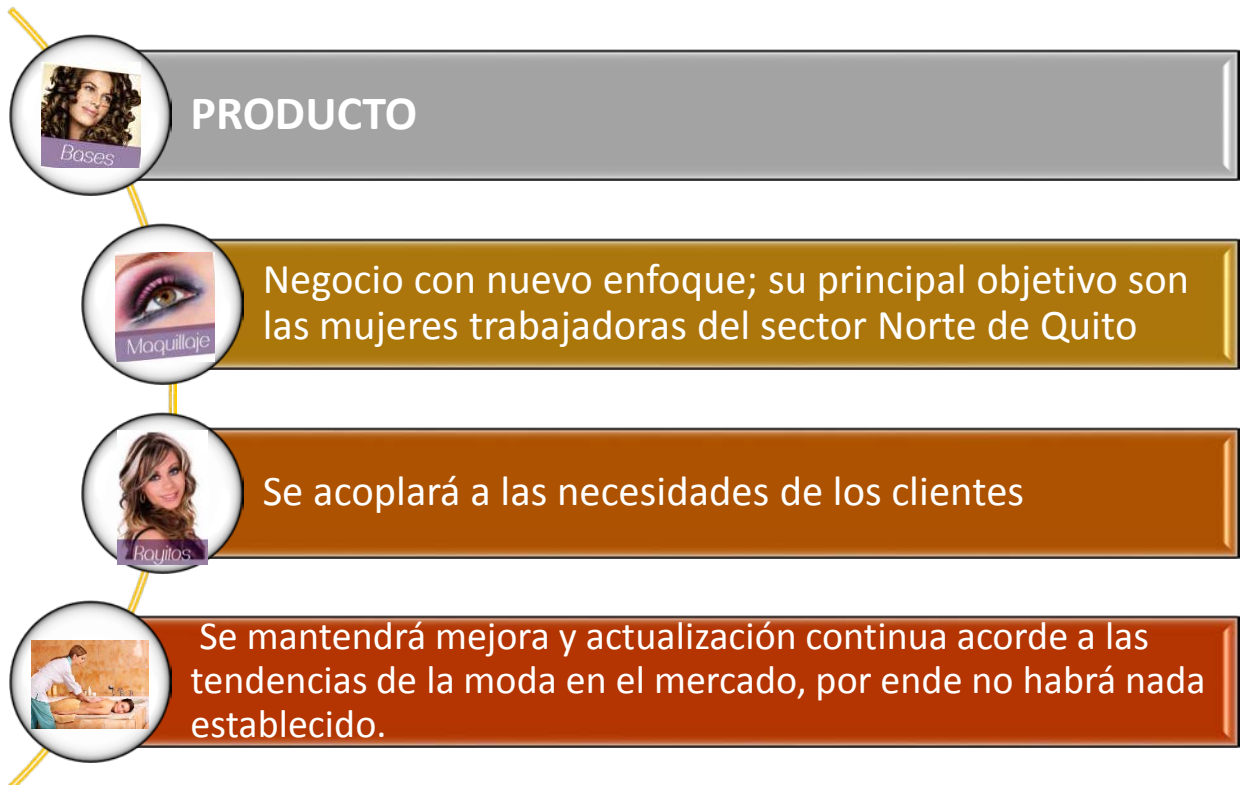 Bases
PRODUCTO
Maquillaje
Negocio con nuevo enfoque; su principal objetivo son
las mujeres trabajadoras del sector Norte de Quito
Rayitos
Se acoplará a las necesidades de los clientes
Se mantendrá mejora y actualización continua acorde a las
tendencias de la moda en el mercado, por ende no habrá nada
establecido.